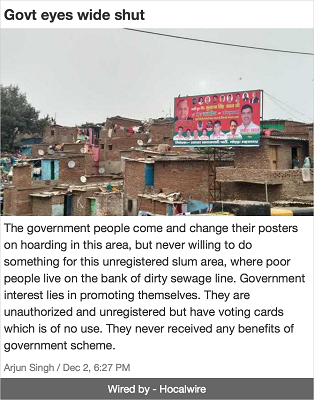 Govt eyes wide shut
The government people come and change their posters
on hoarding in this area, but never willing to do
something for this unregistered slum area, where poor
people live on the bank of dirty sewage line. Government
interest lies in promoting themselves. They are
unauthorized and unregistered but have voting cards
which is of no use. They never received any benefits of
government scheme.
Arjun Singh / Dec 2, 6:27 PM
Wired by - Hocalwire